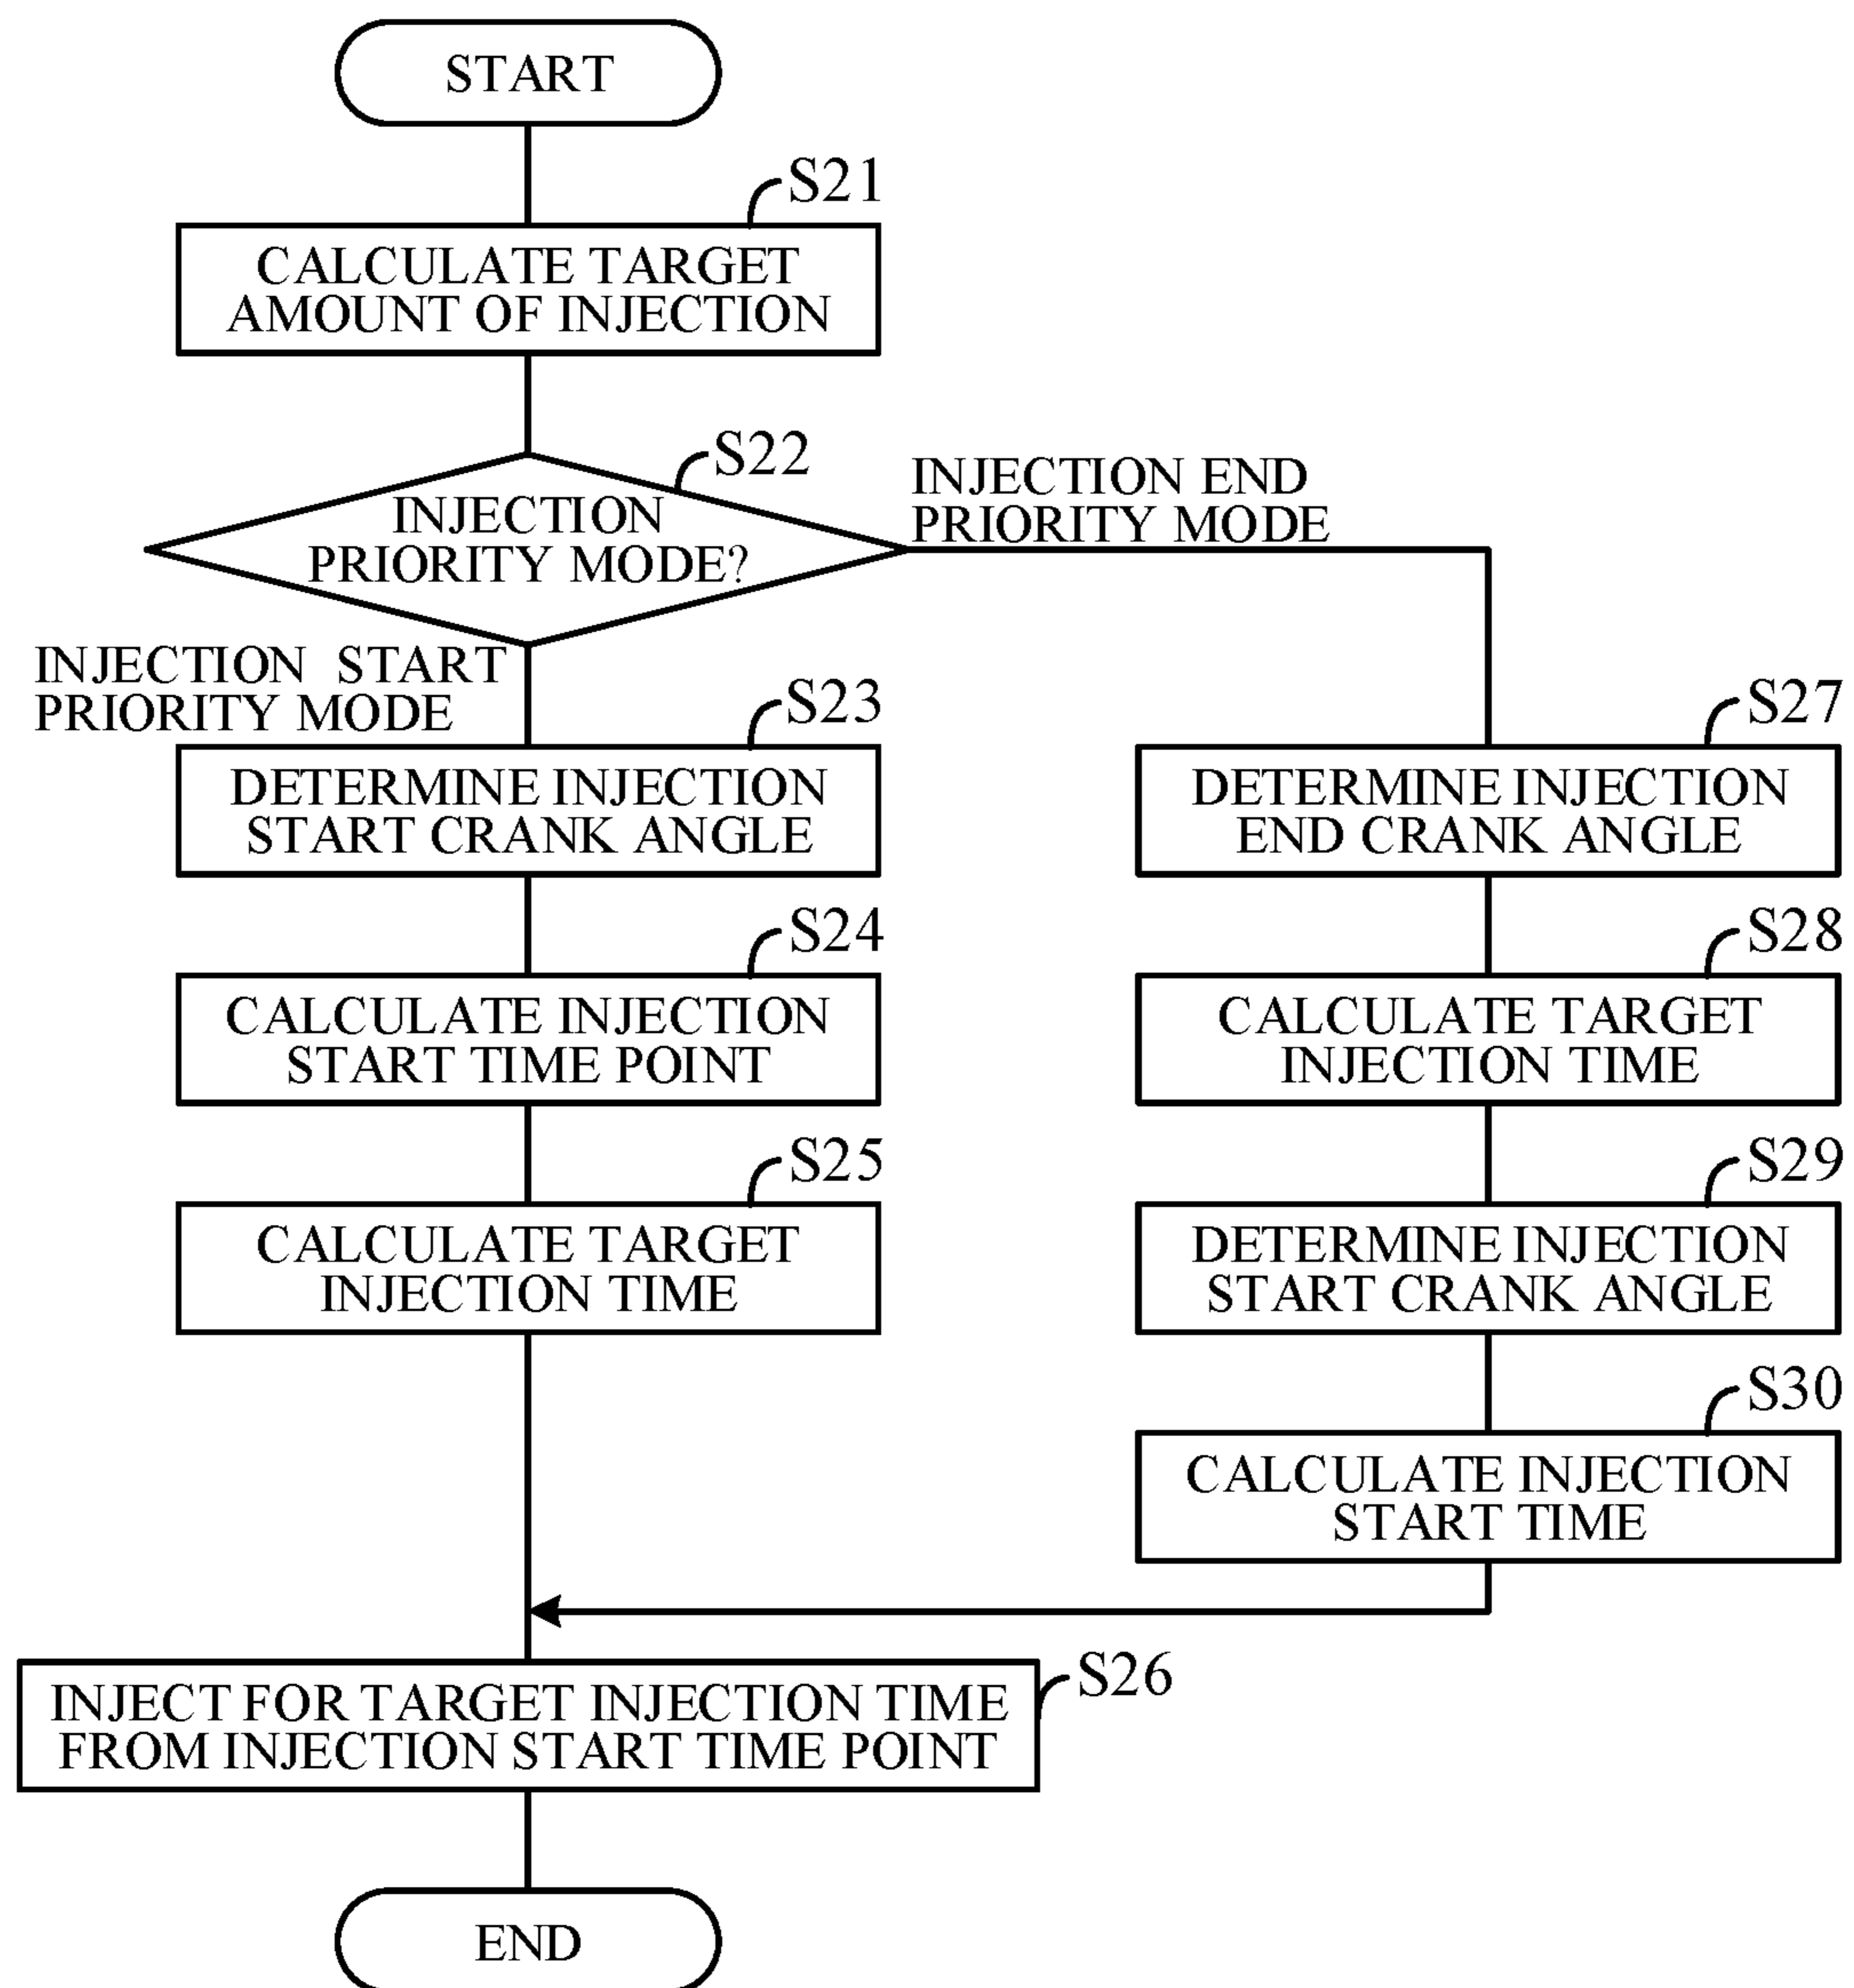 START
S21
CALCULATE TARGET
AMOUNT OF INJECTION
S22
INJECTION
PRIORITY MODE?
INJECTION END
PRIORITY MODE
INJECTION START
PRIORITY MODE
S23
DETERMINE INJECTION
START CRANK ANGLE
S24
CALCULATE INJECTION
START TIME POINT
S25
CALCULATE TARGET
INJECTION TIME
S27
DETERMINE INJECTION
END CRANK ANGLE
S28
CALCULATE TARGET
INJECTION TIME
S29
DETERMINE INJECTION
START CRANK ANGLE
S30
CALCULATE INJECTION
START TIME
S26
INJECT FOR TARGET INJECTION TIME
FROM INJECTION START TIME POINT
END